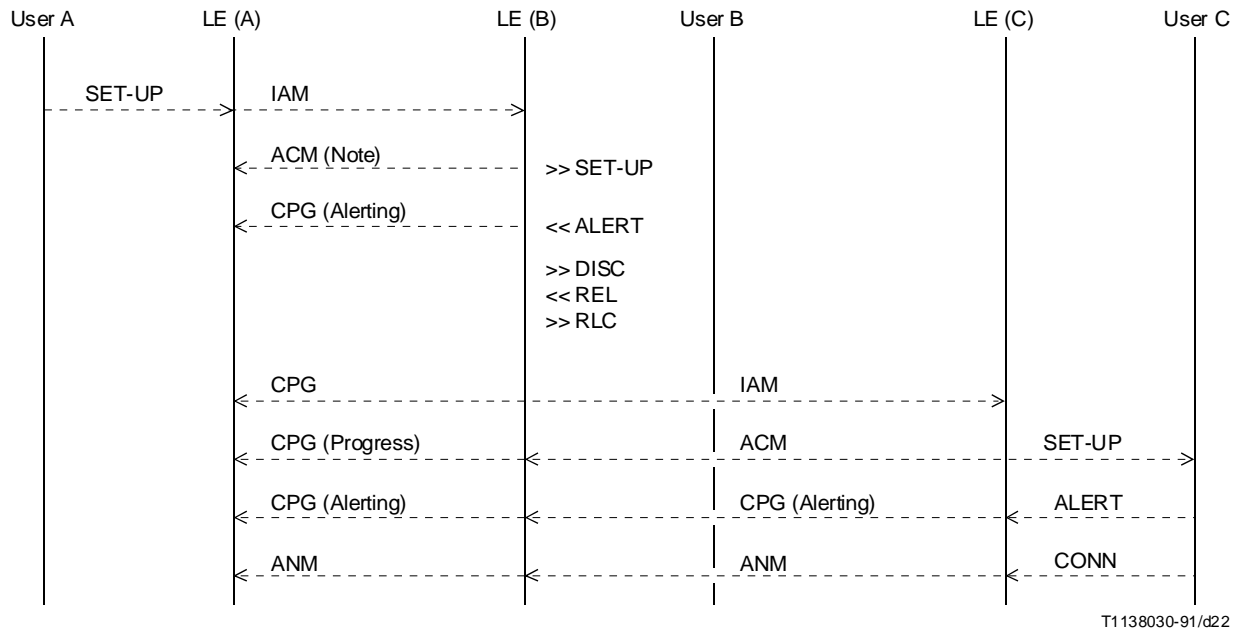 User A LE (A) LE (B) User B LE (C) User C
SET-UP IAM
ACM (Note) >> SET-UP
CPG (Alerting) << ALERT
>> DISC
<< REL
>> RLC
CPG IAM
CPG (Progress) ACM SET-UP
CPG (Alerting) CPG (Alerting) ALERT
ANM ANM CONN
T1138030-91/d22